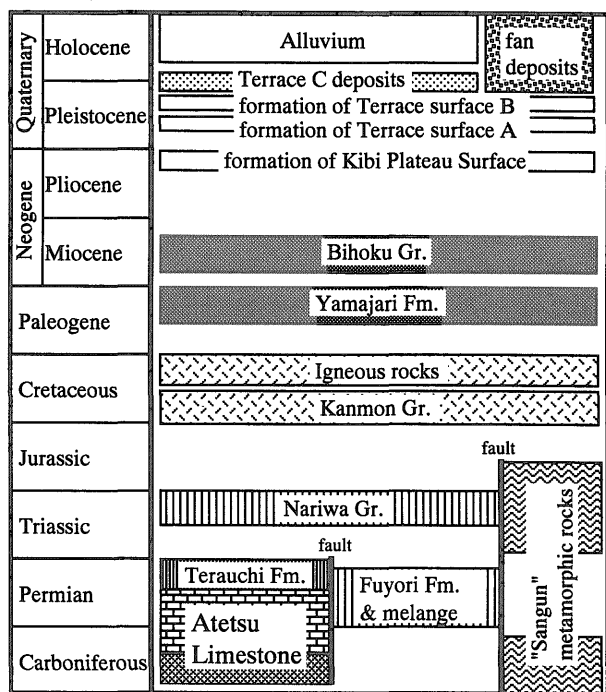 Quaternary
Neogene
Holocene
Pleistocene
Pliocene
Miocene
Paleogene
Cretaceous
Jurassic
Triassic
Permian
Carboniferous
Alluvium
fan
deposits
Terrace C deposits
formation of Terrace surface B
formation of Terrace surface A
formation of Kibi Plateau Surface
Bihoku Gr.
Yamajari Fm.
Igneous rocks
Kanmon Gr.
fault
Nariwa Gr.
fault
Terauchi Fm.
Atetsu
Limestone
Fuyori Fm.
& melange
"Sangun"
metamorphic rocks